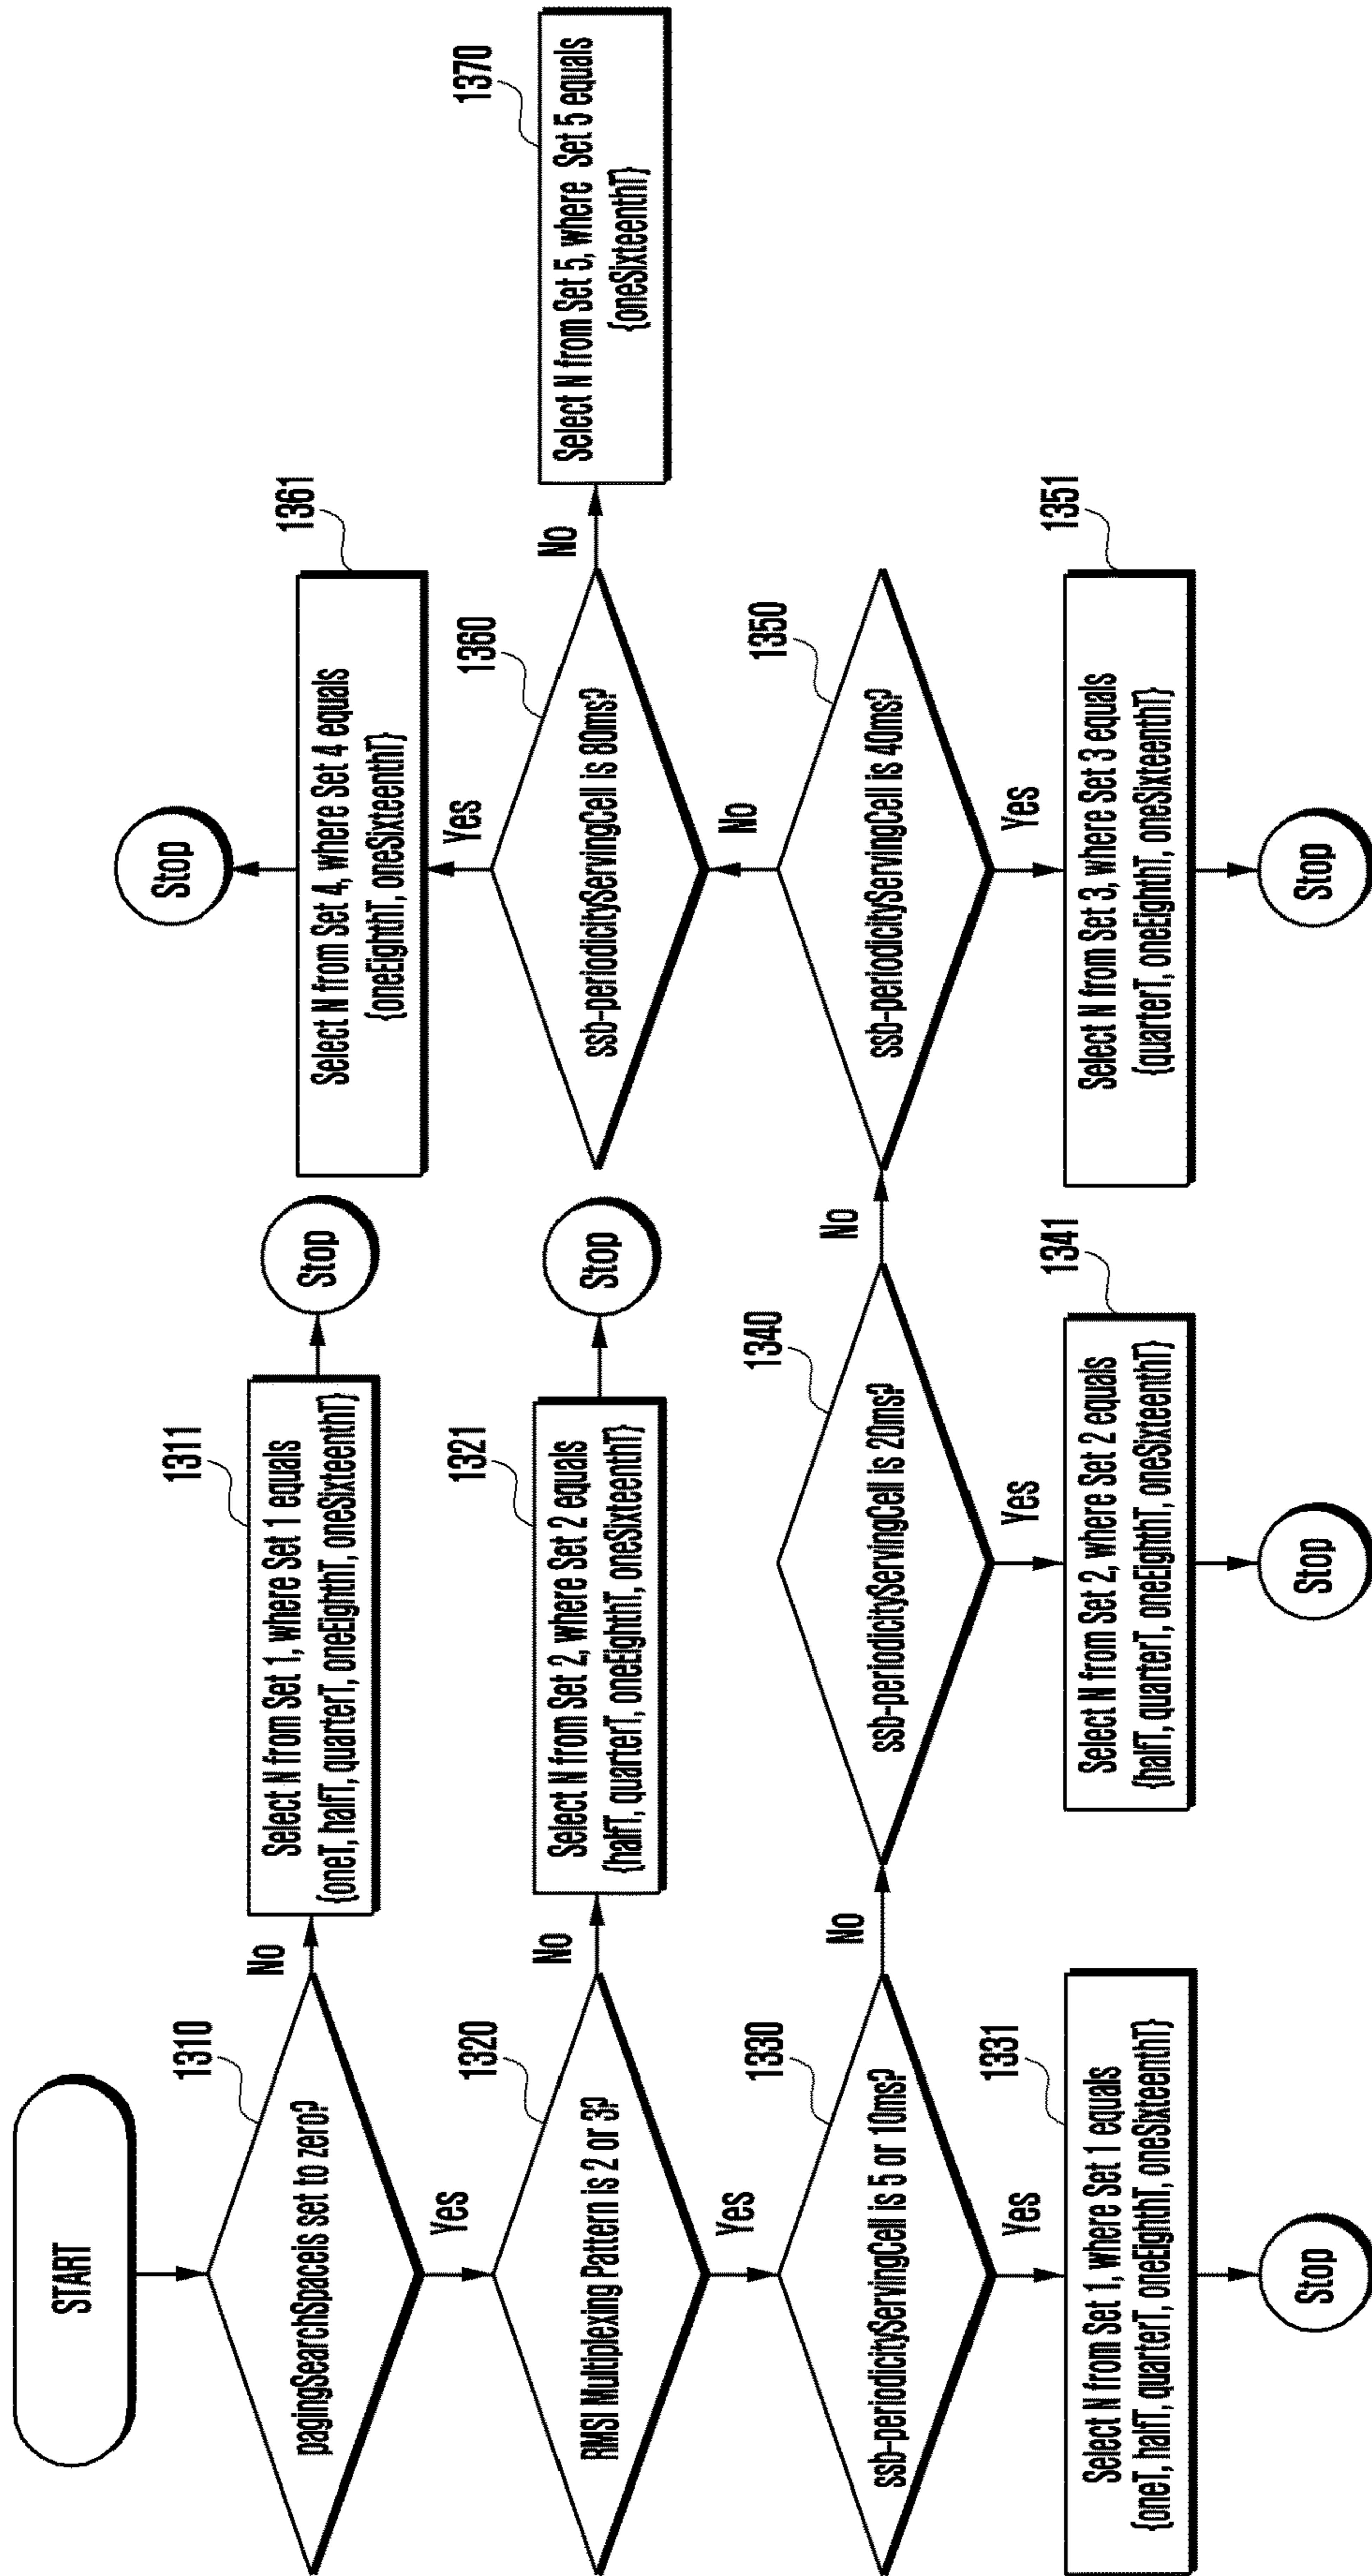 START
1310
pagingSearchSpaceis set to zero?
No
1311
Select N from Set 1, where Set 1 equals
{oneT, halfT, quarterT, oneEighthT, oneSixteenthT}
Stop
Yes
1320
RMSI Multiplexing Pattern is 2 or 3?
No
1321
Select N from Set 2, where Set 2 equals
{halfT, quarterT, oneEighthT, oneSixteenthT}
Stop
Yes
1330
ssb-periodicityServingCell is 5 or 10ms?
Yes
1331
Select N from Set 1, where Set 1 equals
{oneT, halfT, quarterT, oneEighthT, oneSixteenthT}
Stop
No
1340
ssb-periodicityServingCell is 20ms?
Yes
1341
Select N from Set 2, where Set 2 equals
{halfT, quarterT, oneEighthT, oneSixteenthT}
Stop
No
1350
ssb-periodicityServingCell is 40ms?
Yes
1351
Select N from Set 3, where Set 3 equals
{quarterT, oneEighthT, oneSixteenthT}
Stop
No
1360
ssb-periodicityServingCell is 80ms?
Yes
1361
Select N from Set 4, where Set 4 equals
{oneEighthT, oneSixteenthT}
Stop
No
1370
Select N from Set 5, where Set 5 equals
{oneSixteenthT}